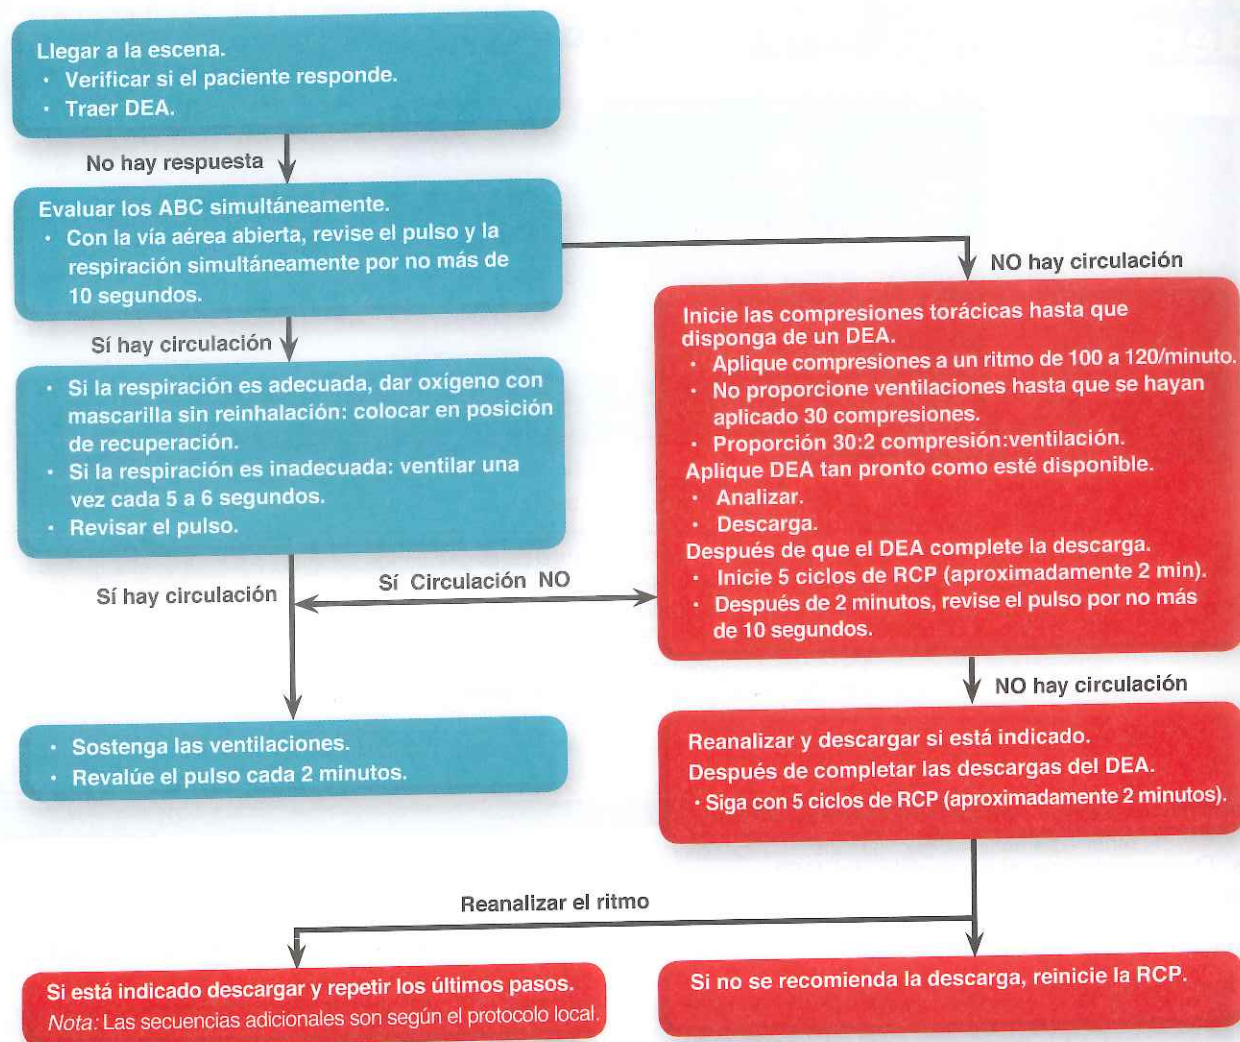 Llegar a la escena.
· Verificar si el paciente responde.
· Traer DEA.
No hay respuesta
Evaluar los ABC simultáneamente.
· Con la vía aérea abierta, revise el pulso y la
respiración simultáneamente por no más de
10 segundos.
Sí hay circulación
· Si la respiración es adecuada, dar oxígeno con
mascarilla sin reinhalación: colocar en posición
de recuperación.
· Si la respiración es inadecuada: ventilar una
vez cada 5 a 6 segundos.
· Revisar el pulso.
Sí hay circulación
Sí Circulación NO
· Sostenga las ventilaciones.
· Revalúe el pulso cada 2 minutos.
NO hay circulación
Inicie las compresiones torácicas hasta que
disponga de un DEA.
· Aplique compresiones a un ritmo de 100 a 120/minuto.
· No proporcione ventilaciones hasta que se hayan
aplicado 30 compresiones.
· Proporción 30:2 compresión:ventilación.
Aplique DEA tan pronto como esté disponible.
· Analizar.
· Descarga.
Después de que el DEA complete la descarga.
· Inicie 5 ciclos de RCP (aproximadamente 2 min).
· Después de 2 minutos, revise el pulso por no más
de 10 segundos.
NO hay circulación
Reanalizar y descargar si está indicado.
Después de completar las descargas del DEA.
· Siga con 5 ciclos de RCP (aproximadamente 2 minutos).
Reanalizar el ritmo
Si está indicado descargar y repetir los últimos pasos.
Nota: Las secuencias adicionales son según el protocolo local.
Si no se recomienda la descarga, reinicie la RCP.